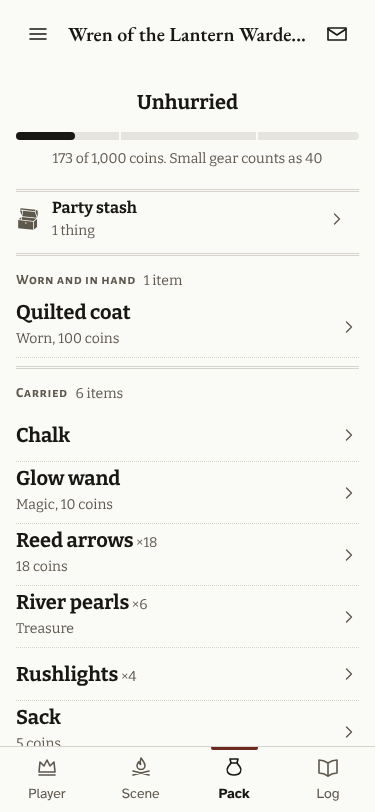 Wren of the Lantern Warde...
Unhurried
173 of 1,000 coins. Small gear counts as 40
Party stash
1 thing
WORN AND IN HAND 1 item
Quilted coat
Worn, 100 coins
CARRIED 6 items
Chalk
Glow wand
Magic, 10 coins
Reed arrows ×18
18 coins
River pearls ×6
Treasure
Rushlights ×4
Sack
5 coins
Player Scene Pack Log